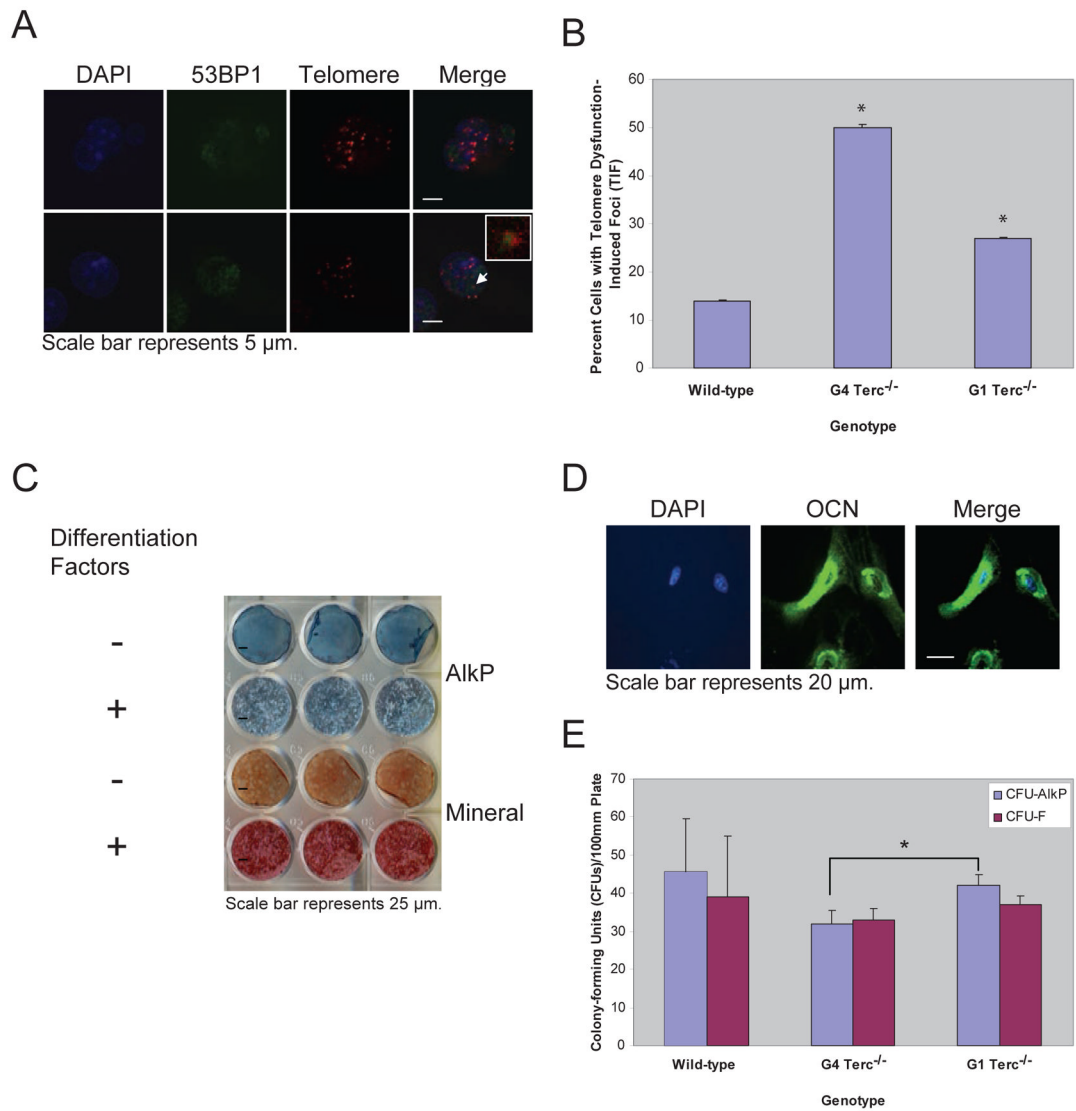 A
DAPI 53BP1 Telomere Merge
Scale bar represents 5 µm.
B
Percent Cells with Telomere Dysfunction-
Induced Foci (TIF)
60
50
40
30
20
10
0
*
*
Wild-type G4 Terc-/- G1 Terc-/-
Genotype
C
Differentiation
Factors
-
+
-
+
AlkP
Mineral
Scale bar represents 25 µm.
D
DAPI OCN Merge
Scale bar represents 20 µm.
E
Colony-forming Units (CFUs)/100mm Plate
70
60
50
40
30
20
10
0
CFU-AlkP
CFU-F
*
Wild-type G4 Terc-/- G1 Terc-/-
Genotype